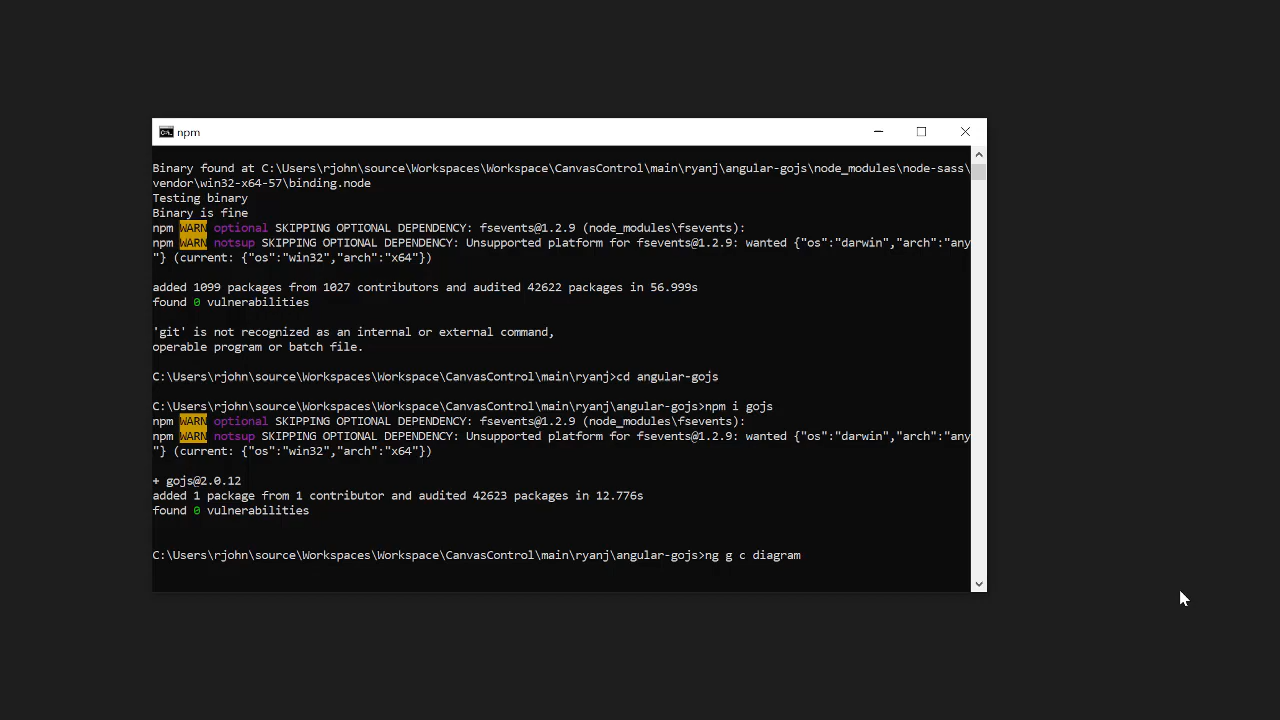 npm
Binary found at C:\Users\rjohn\source\Workspaces\Workspace\CanvasControl\main\ryanj\angular-gojs\node_modules\node-sass\
vendor\win32-x64-57\binding.node
Testing binary
Binary is fine
npm WARN optional SKIPPING OPTIONAL DEPENDENCY: fsevents@1.2.9 (node_modules\fsevents):
npm WARN notsup SKIPPING OPTIONAL DEPENDENCY: Unsupported platform for fsevents@1.2.9: wanted {"os":"darwin","arch":"any
"} (current: {"os":"win32","arch":"x64"})
added 1099 packages from 1027 contributors and audited 42622 packages in 56.999s
found 0 vulnerabilities
'git' is not recognized as an internal or external command,
operable program or batch file.
C:\Users\rjohn\source\Workspaces\Workspace\CanvasControl\main\ryanj>cd angular-gojs
C:\Users\rjohn\source\Workspaces\Workspace\CanvasControl\main\ryanj\angular-gojs>npm i gojs
npm WARN optional SKIPPING OPTIONAL DEPENDENCY: fsevents@1.2.9 (node_modules\fsevents):
npm WARN notsup SKIPPING OPTIONAL DEPENDENCY: Unsupported platform for fsevents@1.2.9: wanted {"os":"darwin","arch":"any
"} (current: {"os":"win32","arch":"x64"})
+ gojs@2.0.12
added 1 package from 1 contributor and audited 42623 packages in 12.776s
found 0 vulnerabilities
C:\Users\rjohn\source\Workspaces\Workspace\CanvasControl\main\ryanj\angular-gojs>ng g c diagram